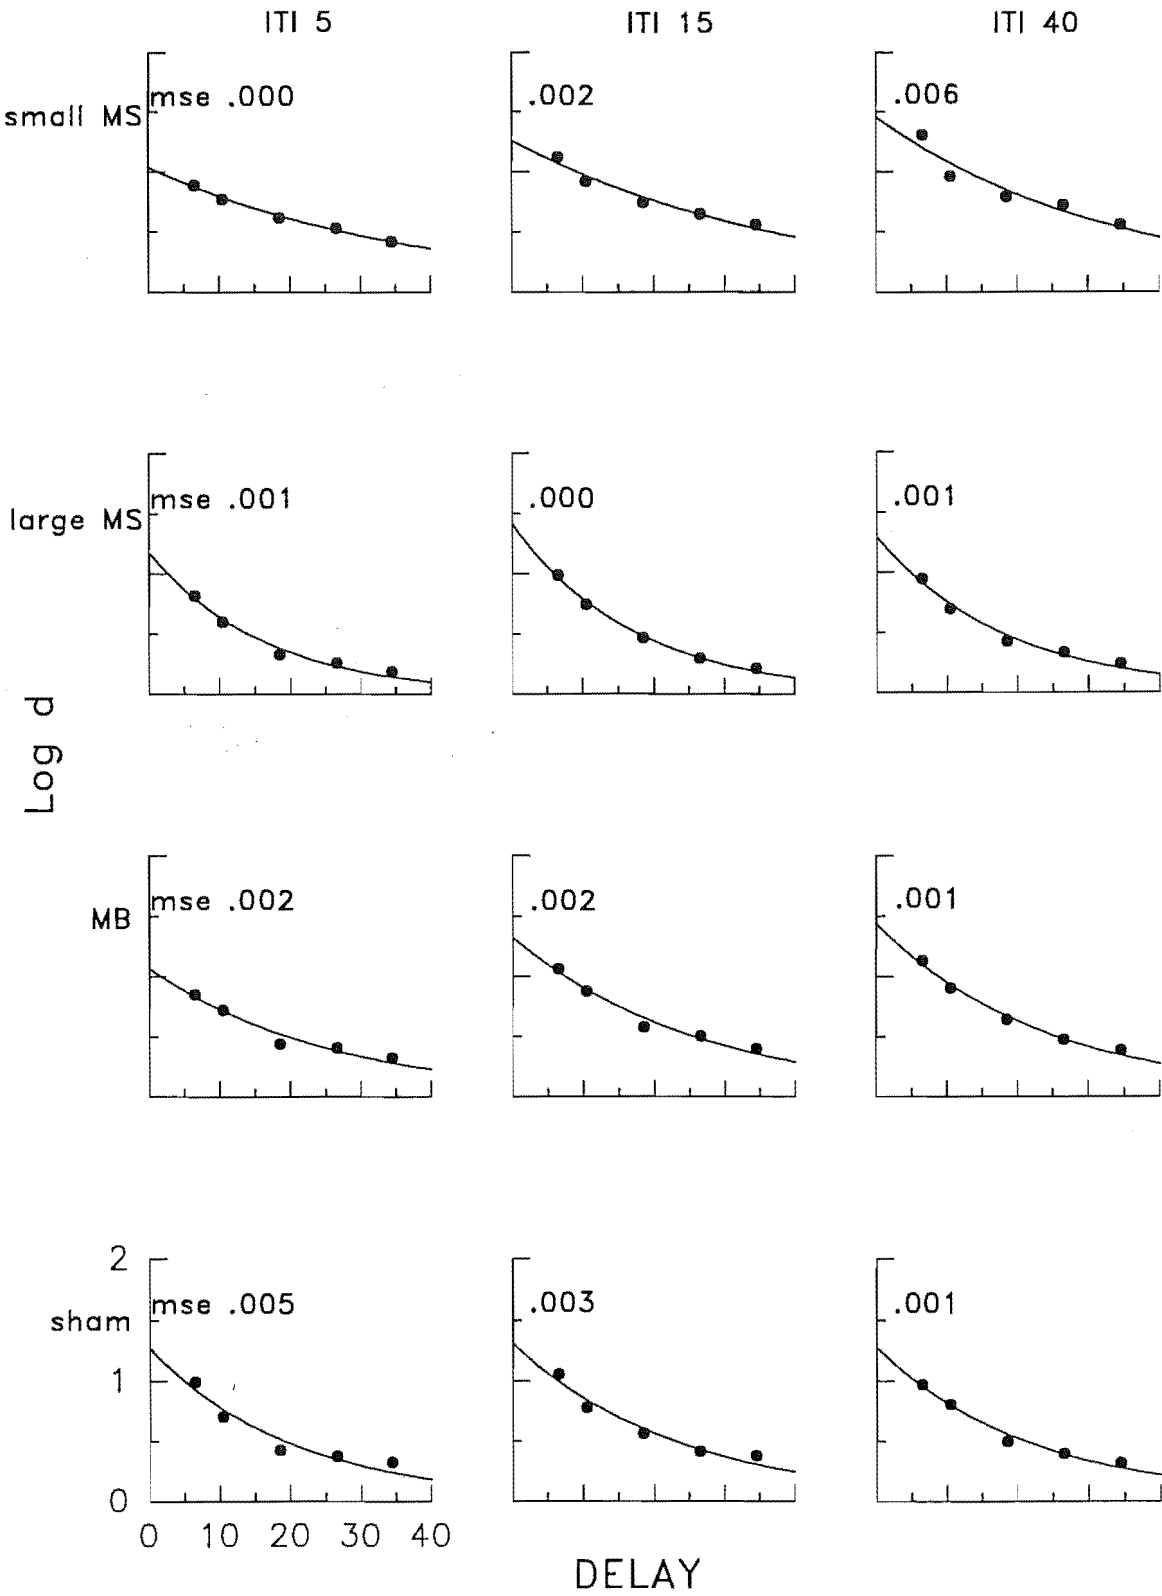 ITI 5 ITI 15 ITI 40
small MS mse .000 .002 .006
large MS mse .001 .000 .001
Log d
MB mse .002 .002 .001
2
sham mse .005 .003 .001
1
0
0 10 20 30 40
DELAY